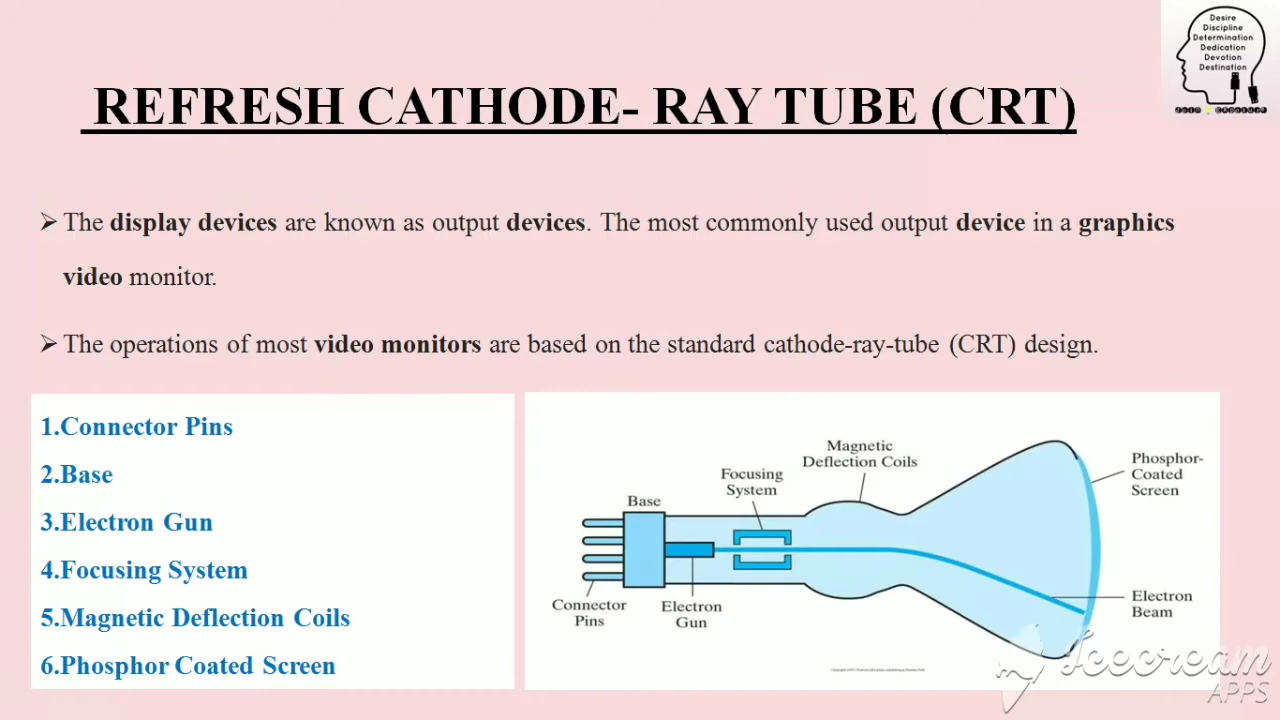 Desire
Discipline
Determination
Dedication
Devotion
Destination
REFRESH CATHODE- RAY TUBE (CRT)
➢ The display devices are known as output devices. The most commonly used output device in a graphics
video monitor.
➢ The operations of most video monitors are based on the standard cathode-ray-tube (CRT) design.
1.Connector Pins
2.Base
3.Electron Gun
4.Focusing System
5.Magnetic Deflection Coils
6.Phosphor Coated Screen
Base
Focusing
System
Magnetic
Deflection Coils
Phosphor-
Coated
Screen
Connector
Pins
Electron
Gun
Electron
Beam
Icecream
APPS